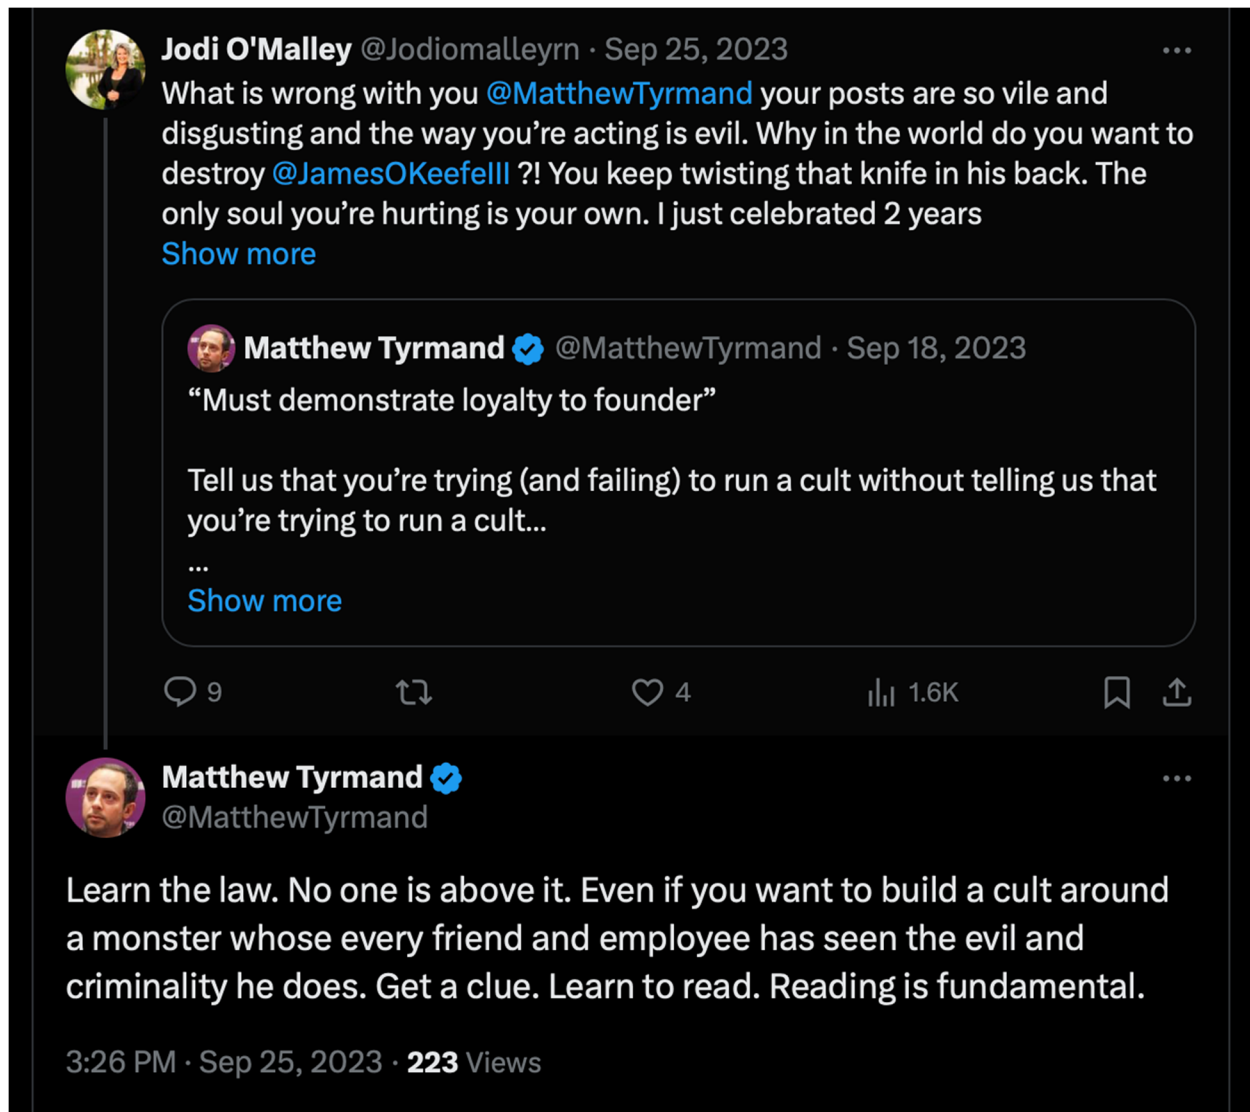 Jodi O'Malley @Jodiomalleyrn · Sep 25, 2023
What is wrong with you @MatthewTyrmand your posts are so vile and
disgusting and the way you’re acting is evil. Why in the world do you want to
destroy @JamesOKeefeIII ?! You keep twisting that knife in his back. The
only soul you’re hurting is your own. I just celebrated 2 years
Show more
Matthew Tyrmand @MatthewTyrmand · Sep 18, 2023
“Must demonstrate loyalty to founder”
Tell us that you’re trying (and failing) to run a cult without telling us that
you’re trying to run a cult...
...
Show more
9 4 1.6K
Matthew Tyrmand
@MatthewTyrmand
Learn the law. No one is above it. Even if you want to build a cult around
a monster whose every friend and employee has seen the evil and
criminality he does. Get a clue. Learn to read. Reading is fundamental.
3:26 PM · Sep 25, 2023 · 223 Views